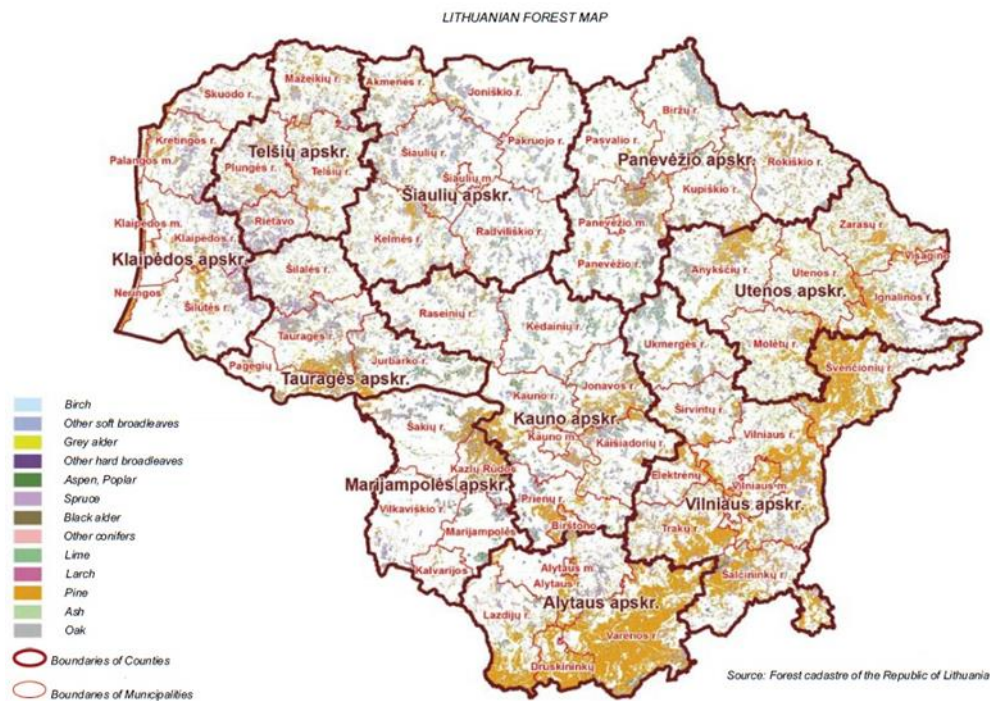 LITHUANIAN FOREST MAP
Mažeikių r.
Akmenės r.
Skuodo r.
Joniškio r.
Biržų r.
Kretingos r.
Pasvalio r.
Pakruojo r.
Palangos m.
Telšių apskr.
Šiaulių r.
Panevėžio apskr.
Rokiškio r.
Plungės r.
Telšių r.
Šiaulių m.
Šiaulių apskr.
Kupiškio r.
Klaipėdos m.
Rietavo
Panevėžio m.
Zarasų r.
Klaipėdos r.
Kelmės r.
Radviliškio r.
Visagino
Klaipėdos apskr.
Šilalės r.
Panevėžio r.
Anykščių r.
Utenos r.
Neringos
Utenos apskr.
Ignalinos r.
Šilutės r.
Raseinių r.
Kėdainių r.
Tauragės r.
Ukmergės r.
Molėtų r.
Pagėgių
Jurbarko r.
Švenčionių r.
Tauragės apskr.
Jonavos r.
Kauno r.
Širvintų r.
Kauno apskr.
Šakių r.
Kauno m.
Kaišiadorių r.
Vilniaus r.
Kazlų Rūdos
Elektrėnų
Marijampolės apskr.
Vilniaus m.
Prienų r.
Vilniaus apskr.
Vilkaviškio r.
Birštono
Trakų r.
Marijampolės
Kalvarijos
Alytaus m.
Šalčininkų r.
Alytaus r.
Alytaus apskr.
Lazdijų r.
Varėnos r.
Druskininkų
Birch
Other soft broadleaves
Grey alder
Other hard broadleaves
Aspen, Poplar
Spruce
Black alder
Other conifers
Lime
Larch
Pine
Ash
Oak
Boundaries of Counties
Boundaries of Municipalities
Source: Forest cadastre of the Republic of Lithuania